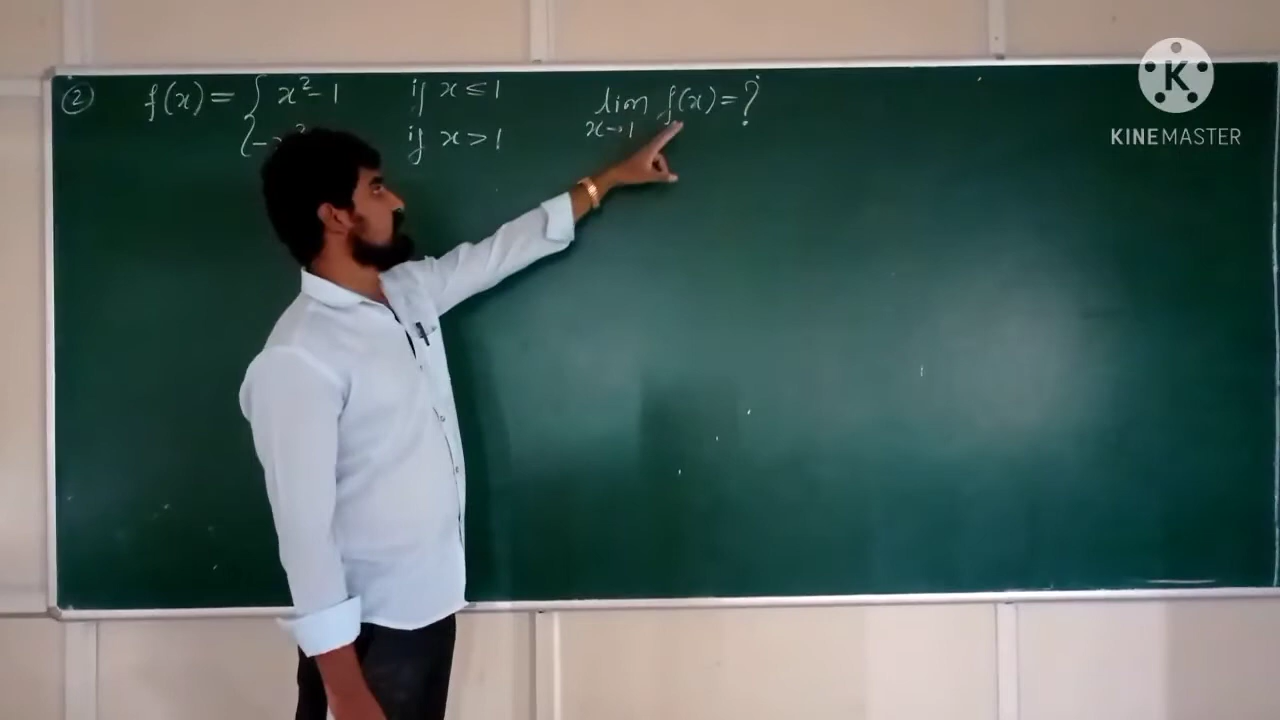 ② f(x) = { x²-1 if x ≤ 1 lim x→1 f(x) = ?
if x > 1
KINEMASTER